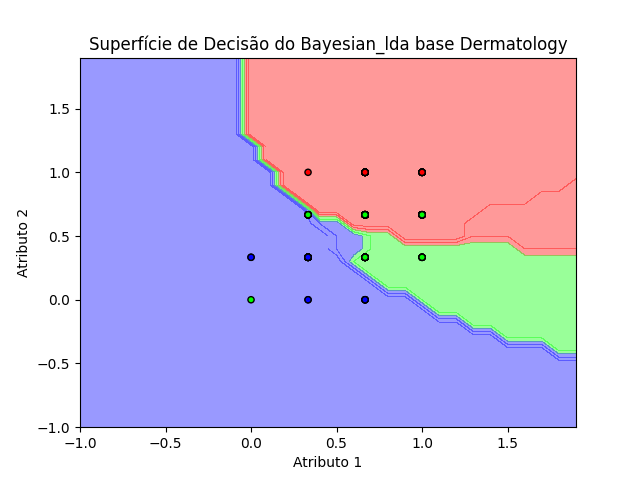 Superfície de Decisão do Bayesian_lda base Dermatology
Atributo 2
1.5
1.0
0.5
0.0
−0.5
−1.0
−1.0 −0.5 0.0 0.5 1.0 1.5
Atributo 1